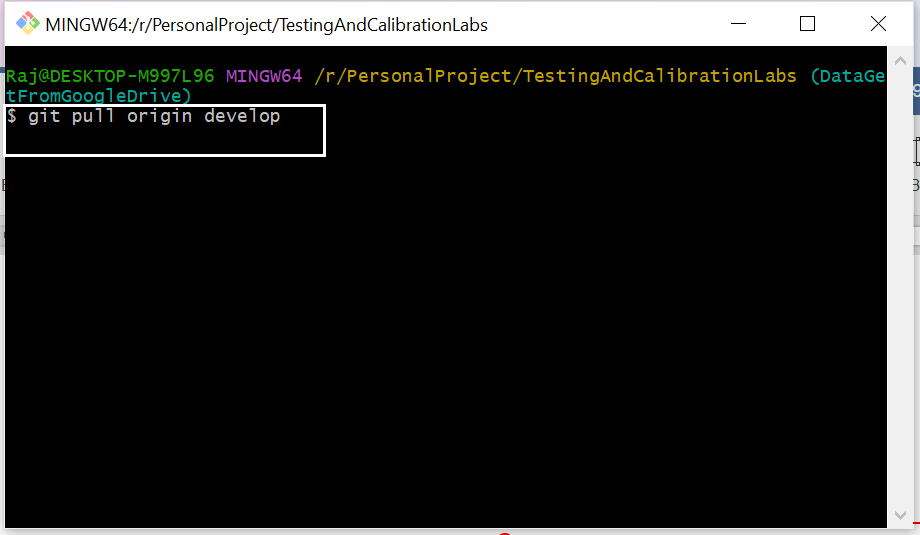 MINGW64:/r/PersonalProject/TestingAndCalibrationLabs
Raj@DESKTOP-M997L96 MINGW64 /r/PersonalProject/TestingAndCalibrationLabs (DataGe
tFromGoogleDrive)
$ git pull origin develop